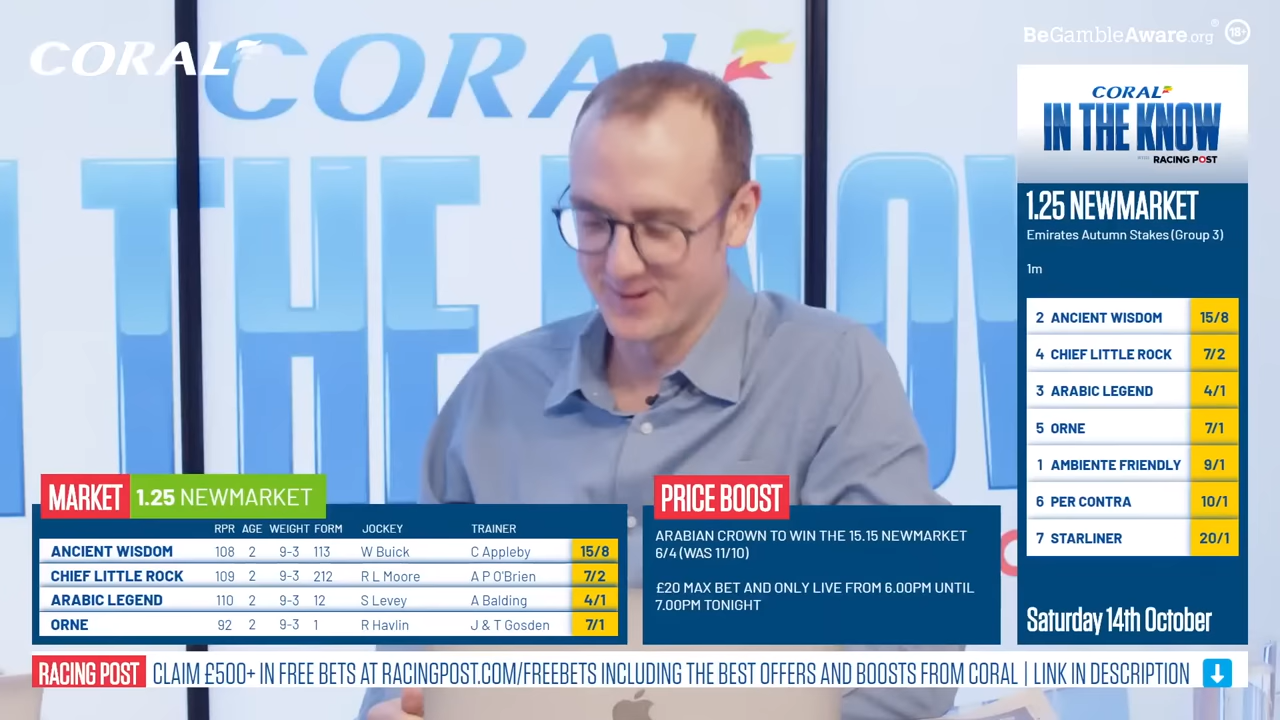 CORAL
CORAL
THE KNOW
BeGambleAware.org® 18+
CORAL
IN THE KNOW
WITH RACING POST
1.25 NEWMARKET
Emirates Autumn Stakes (Group 3)
1m
2 ANCIENT WISDOM 15/8
4 CHIEF LITTLE ROCK 7/2
3 ARABIC LEGEND 4/1
5 ORNE 7/1
1 AMBIENTE FRIENDLY 9/1
6 PER CONTRA 10/1
7 STARLINER 20/1
Saturday 14th October
MARKET 1.25 NEWMARKET
RPR AGE WEIGHT FORM JOCKEY TRAINER
ANCIENT WISDOM 108 2 9-3 113 W Buick C Appleby 15/8
CHIEF LITTLE ROCK 109 2 9-3 212 R L Moore A P O'Brien 7/2
ARABIC LEGEND 110 2 9-3 12 S Levey A Balding 4/1
ORNE 92 2 9-3 1 R Havlin J & T Gosden 7/1
PRICE BOOST
ARABIAN CROWN TO WIN THE 15.15 NEWMARKET
6/4 (WAS 11/10)
£20 MAX BET AND ONLY LIVE FROM 6.00PM UNTIL
7.00PM TONIGHT
RACING POST CLAIM £500+ IN FREE BETS AT RACINGPOST.COM/FREEBETS INCLUDING THE BEST OFFERS AND BOOSTS FROM CORAL | LINK IN DESCRIPTION